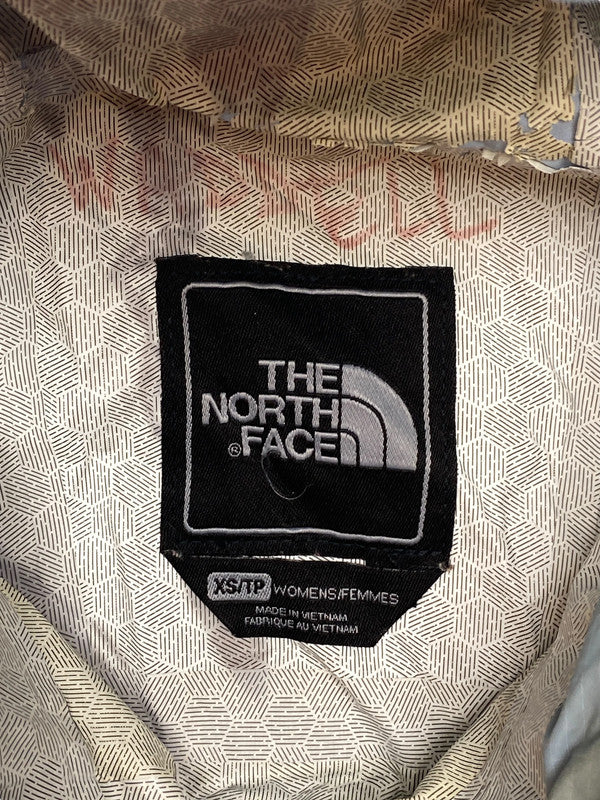 THE
NORTH
® FACE
XS/TP WOMENS/FEMMES
MADE IN VIETNAM
FABRIQUE AU VIETNAM